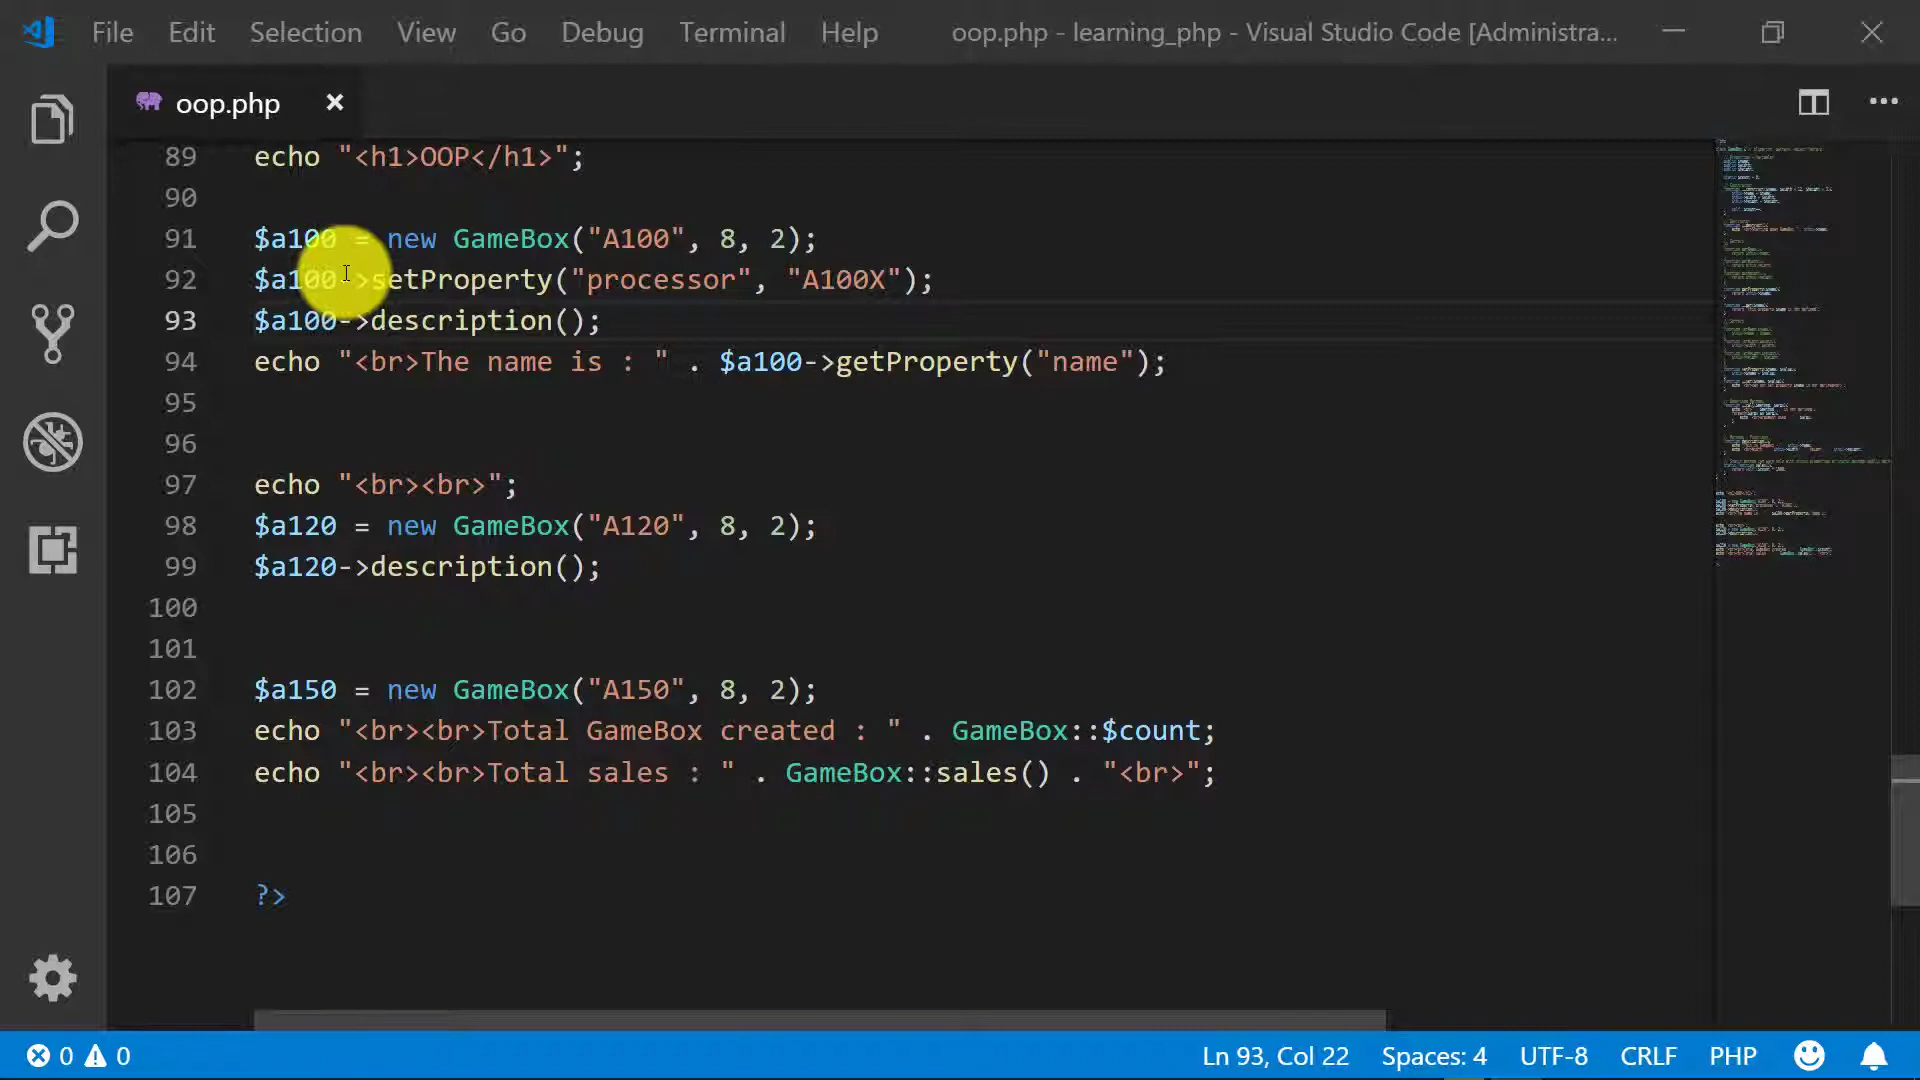 File Edit Selection View Go Debug Terminal Help oop.php - learning_php - Visual Studio Code [Administra...
oop.php
89 echo "<h1>OOP</h1>";
90
91 $a100 = new GameBox("A100", 8, 2);
92 $a100->setProperty("processor", "A100X");
93 $a100->description();
94 echo "<br>The name is : " . $a100->getProperty("name");
95
96
97 echo "<br><br>";
98 $a120 = new GameBox("A120", 8, 2);
99 $a120->description();
100
101
102 $a150 = new GameBox("A150", 8, 2);
103 echo "<br><br>Total GameBox created : " . GameBox::$count;
104 echo "<br><br>Total sales : " . GameBox::sales() . "<br>";
105
106
107 ?>
0 0 Ln 93, Col 22 Spaces: 4 UTF-8 CRLF PHP